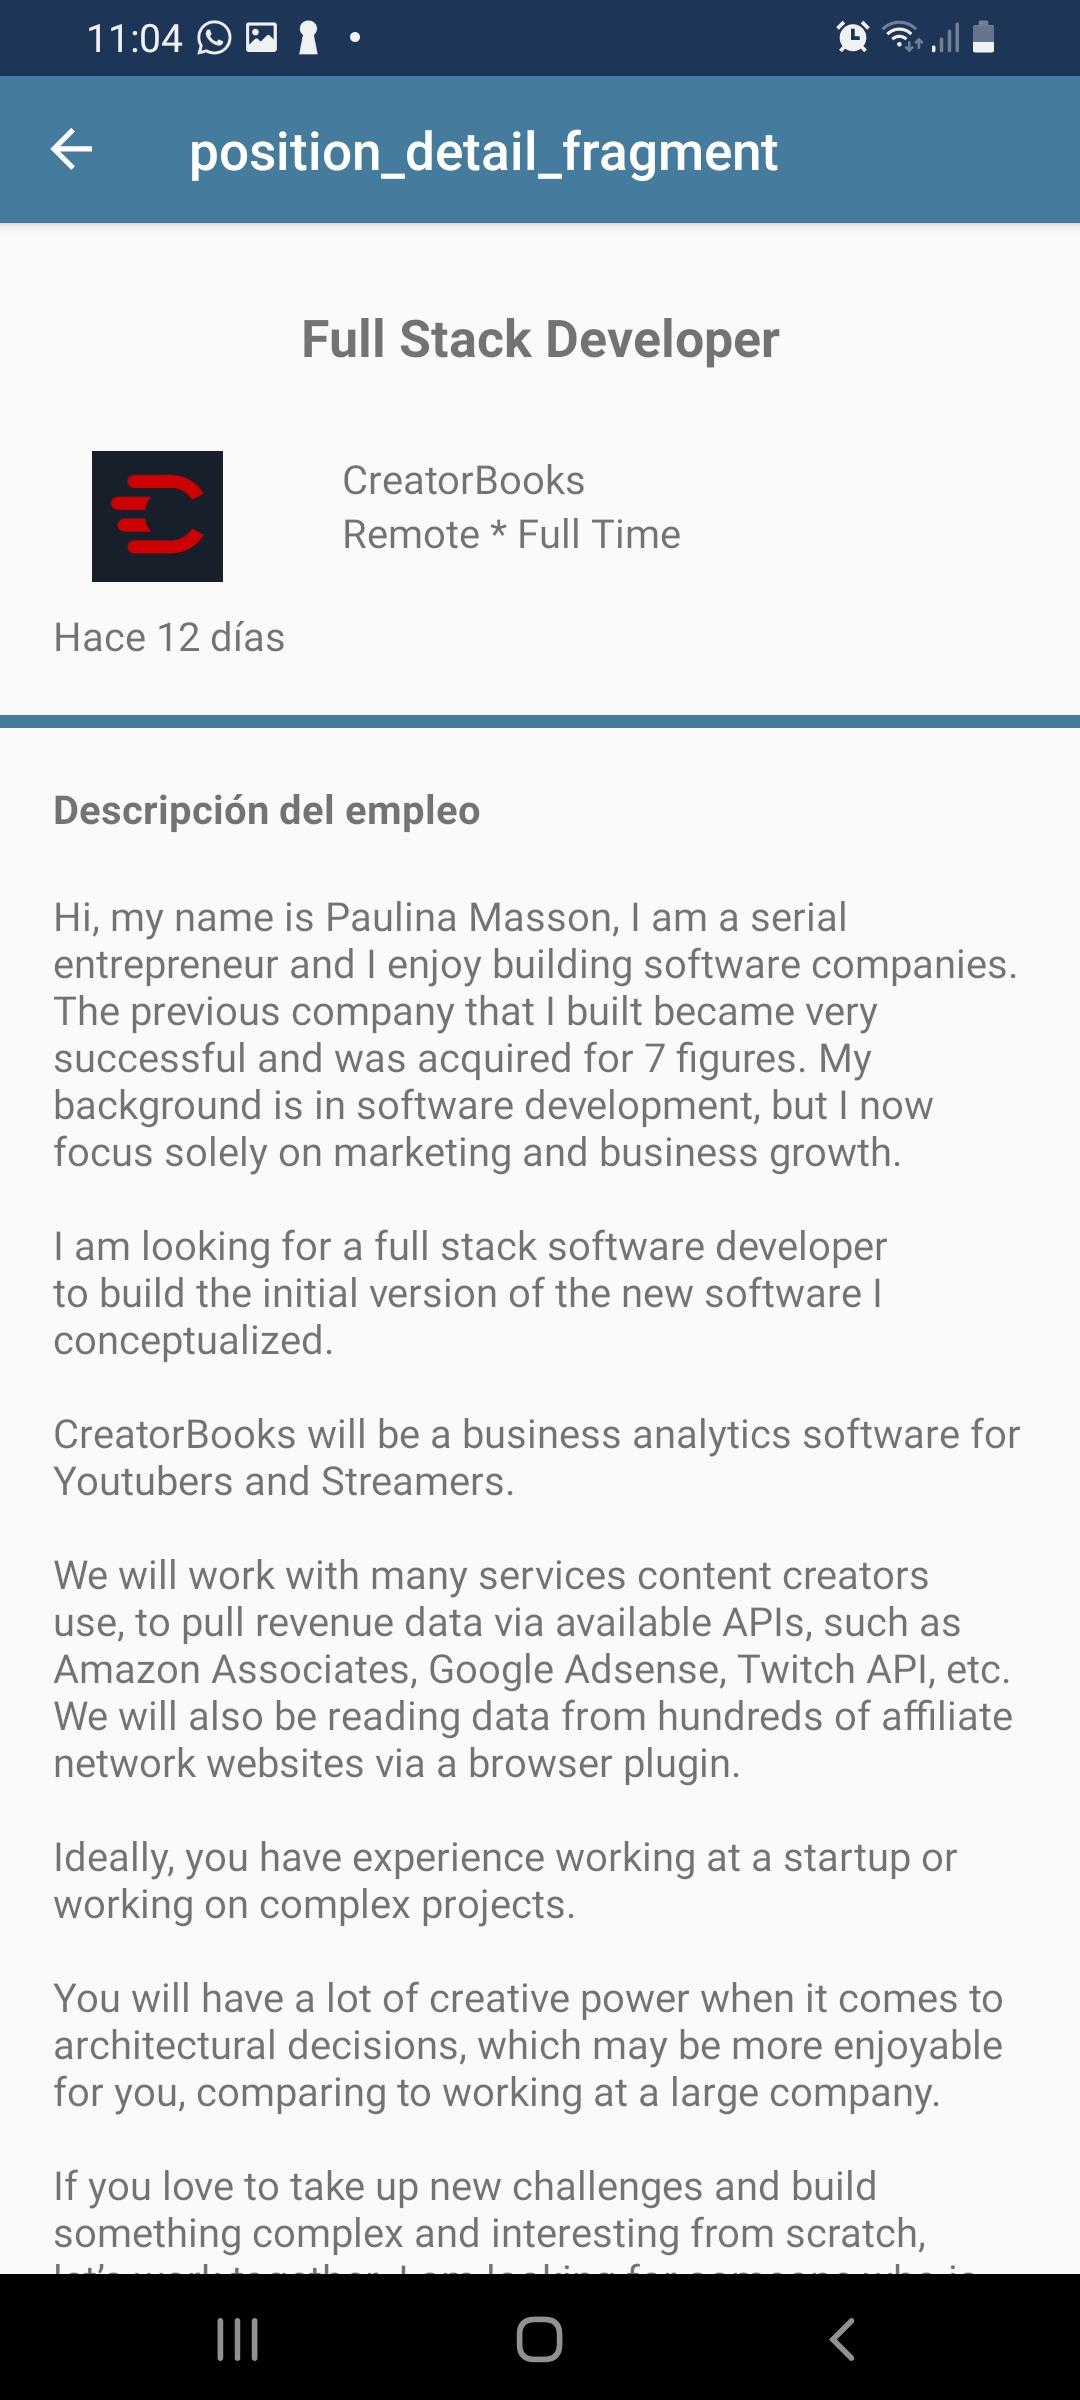 11:04
position_detail_fragment
Full Stack Developer
CreatorBooks
Remote * Full Time
Hace 12 días
Descripción del empleo
Hi, my name is Paulina Masson, I am a serial
entrepreneur and I enjoy building software companies.
The previous company that I built became very
successful and was acquired for 7 figures. My
background is in software development, but I now
focus solely on marketing and business growth.
I am looking for a full stack software developer
to build the initial version of the new software I
conceptualized.
CreatorBooks will be a business analytics software for
Youtubers and Streamers.
We will work with many services content creators
use, to pull revenue data via available APIs, such as
Amazon Associates, Google Adsense, Twitch API, etc.
We will also be reading data from hundreds of affiliate
network websites via a browser plugin.
Ideally, you have experience working at a startup or
working on complex projects.
You will have a lot of creative power when it comes to
architectural decisions, which may be more enjoyable
for you, comparing to working at a large company.
If you love to take up new challenges and build
something complex and interesting from scratch,
let's work together. I am looking for someone who is